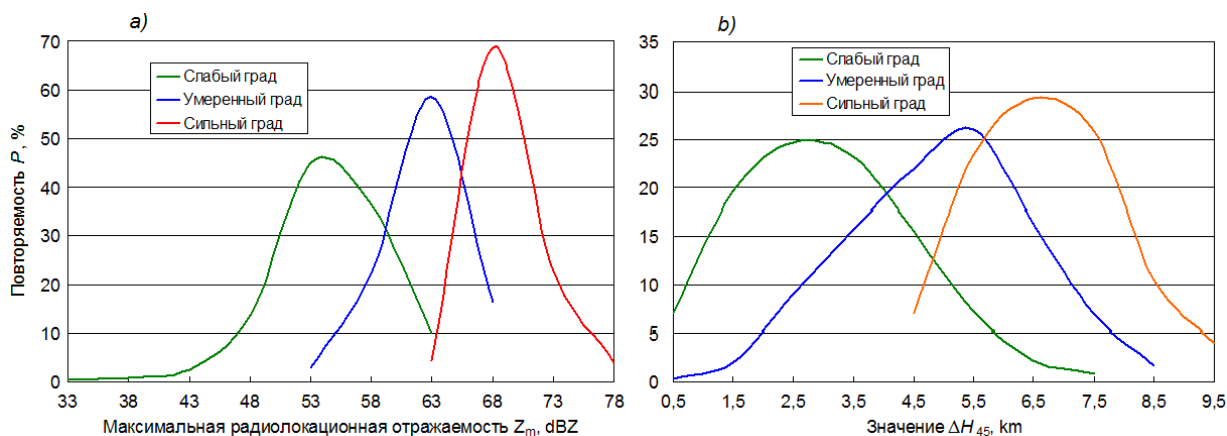 а)
Повторяемость P, %
70
60
50
40
30
20
10
0
Слабый град
Умеренный град
Сильный град
33 38 43 48 53 58 63 68 73 78
Максимальная радиолокационная отражаемость Zm, dBZ
b)
35
30
25
20
15
10
5
0
Слабый град
Умеренный град
Сильный град
0,5 1,5 2,5 3,5 4,5 5,5 6,5 7,5 8,5 9,5
Значение ΔH45, km